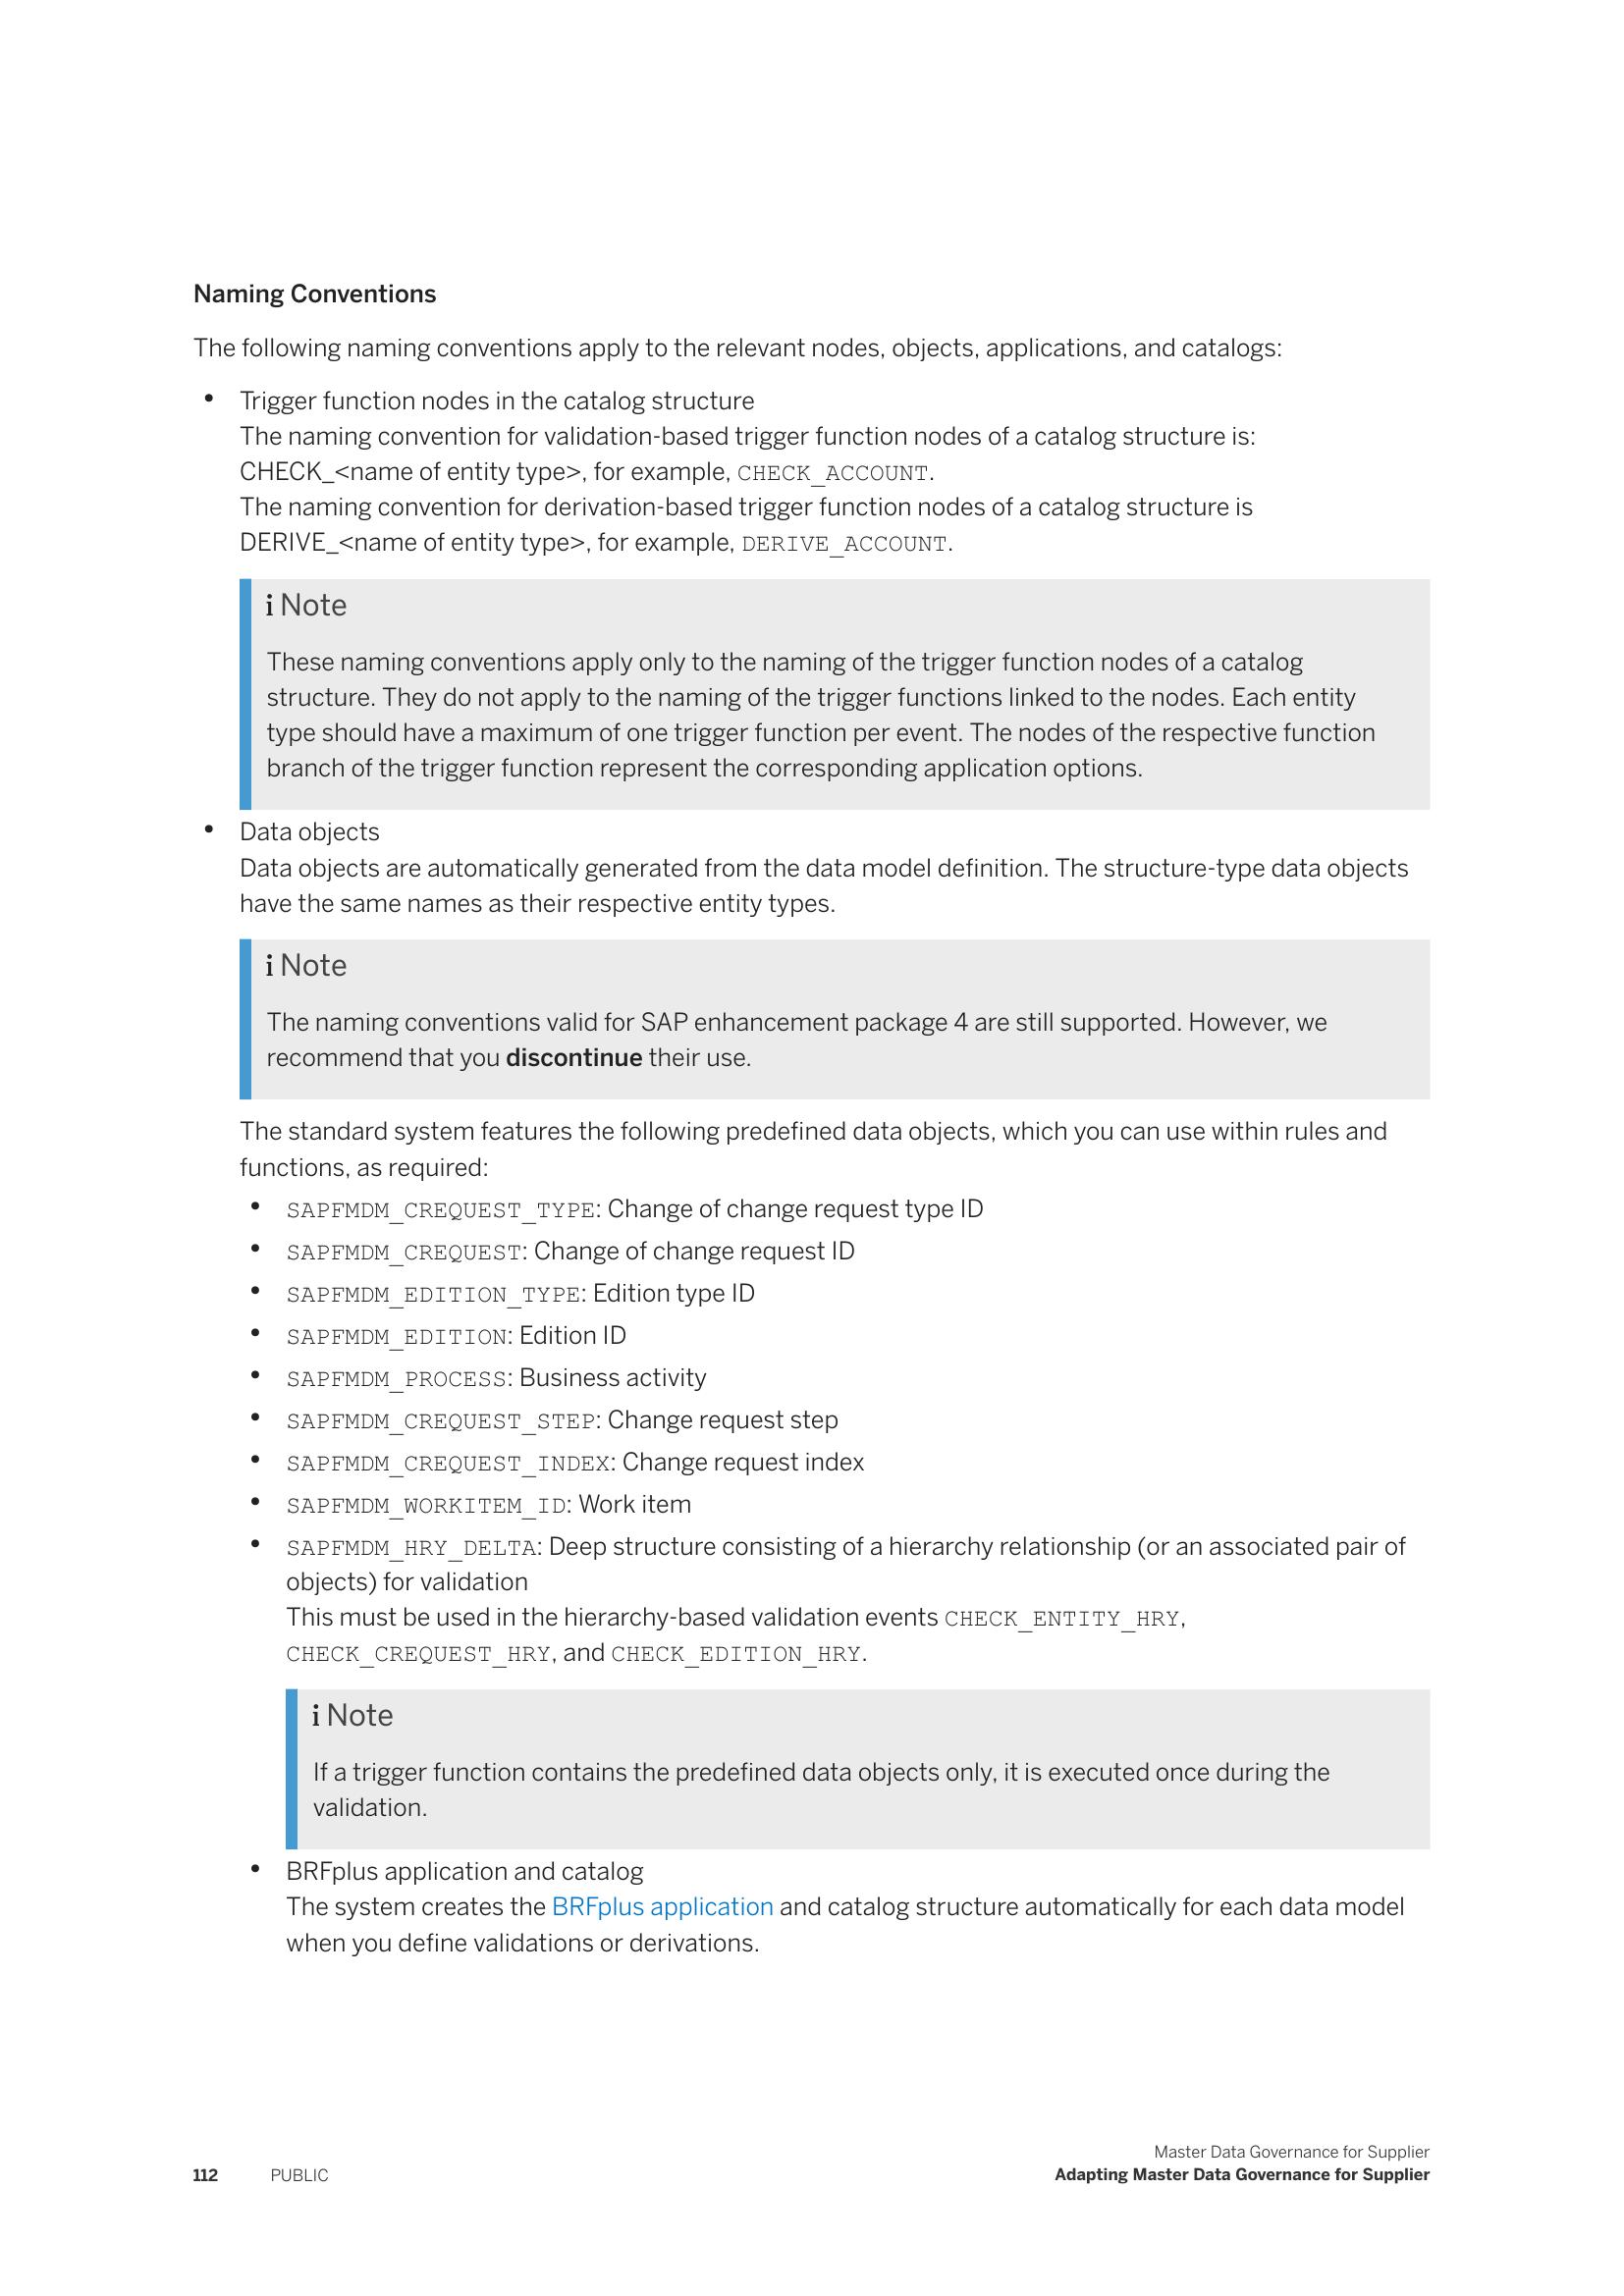 Naming Conventions
The following naming conventions apply to the relevant nodes, objects, applications, and catalogs:
• Trigger function nodes in the catalog structure
The naming convention for validation-based trigger function nodes of a catalog structure is:
CHECK_<name of entity type>, for example, CHECK_ACCOUNT.
The naming convention for derivation-based trigger function nodes of a catalog structure is
DERIVE_<name of entity type>, for example, DERIVE_ACCOUNT.
i Note
These naming conventions apply only to the naming of the trigger function nodes of a catalog
structure. They do not apply to the naming of the trigger functions linked to the nodes. Each entity
type should have a maximum of one trigger function per event. The nodes of the respective function
branch of the trigger function represent the corresponding application options.
• Data objects
Data objects are automatically generated from the data model definition. The structure-type data objects
have the same names as their respective entity types.
i Note
The naming conventions valid for SAP enhancement package 4 are still supported. However, we
recommend that you discontinue their use.
The standard system features the following predefined data objects, which you can use within rules and
functions, as required:
• SAPFMDM_CREQUEST_TYPE: Change of change request type ID
• SAPFMDM_CREQUEST: Change of change request ID
• SAPFMDM_EDITION_TYPE: Edition type ID
• SAPFMDM_EDITION: Edition ID
• SAPFMDM_PROCESS: Business activity
• SAPFMDM_CREQUEST_STEP: Change request step
• SAPFMDM_CREQUEST_INDEX: Change request index
• SAPFMDM_WORKITEM_ID: Work item
• SAPFMDM_HRY_DELTA: Deep structure consisting of a hierarchy relationship (or an associated pair of
objects) for validation
This must be used in the hierarchy-based validation events CHECK_ENTITY_HRY,
CHECK_CREQUEST_HRY, and CHECK_EDITION_HRY.
i Note
If a trigger function contains the predefined data objects only, it is executed once during the
validation.
• BRFplus application and catalog
The system creates the BRFplus application and catalog structure automatically for each data model
when you define validations or derivations.
Master Data Governance for Supplier
112 PUBLIC Adapting Master Data Governance for Supplier